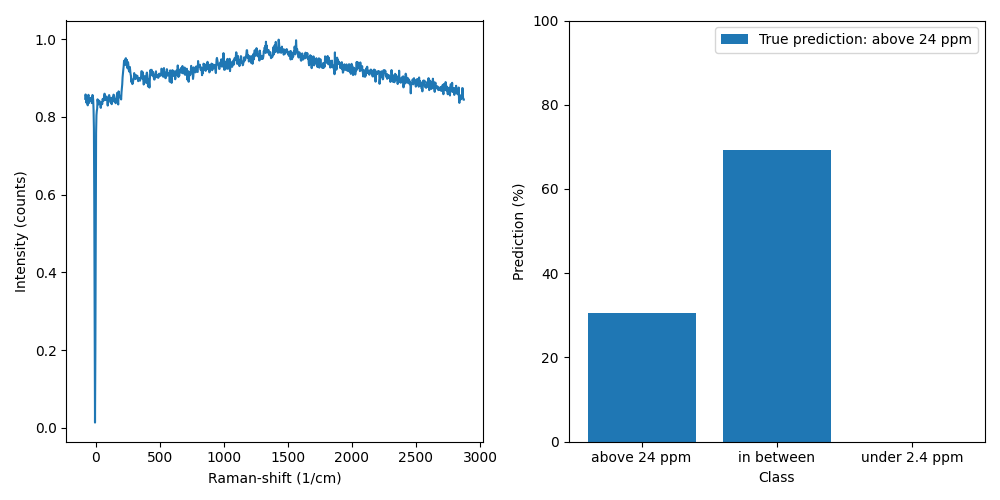 Intensity (counts)
1.0
0.8
0.6
0.4
0.2
0.0
0 500 1000 1500 2000 2500 3000
Raman-shift (1/cm)
Prediction (%)
100
80
60
40
20
0
True prediction: above 24 ppm
above 24 ppm in between under 2.4 ppm
Class